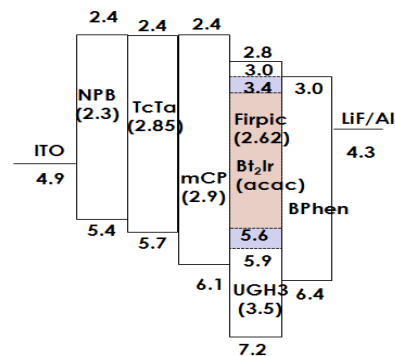 2.4
2.4
2.4
2.8
3.0
3.4
3.0
NPB
(2.3)
TcTa
(2.85)
Firpic
(2.62)
LiF/Al
4.3
ITO
4.9
mCP
(2.9)
Bt₂Ir
(acac)
BPhen
5.4
5.7
5.6
5.9
6.1
UGH3
(3.5)
6.4
7.2